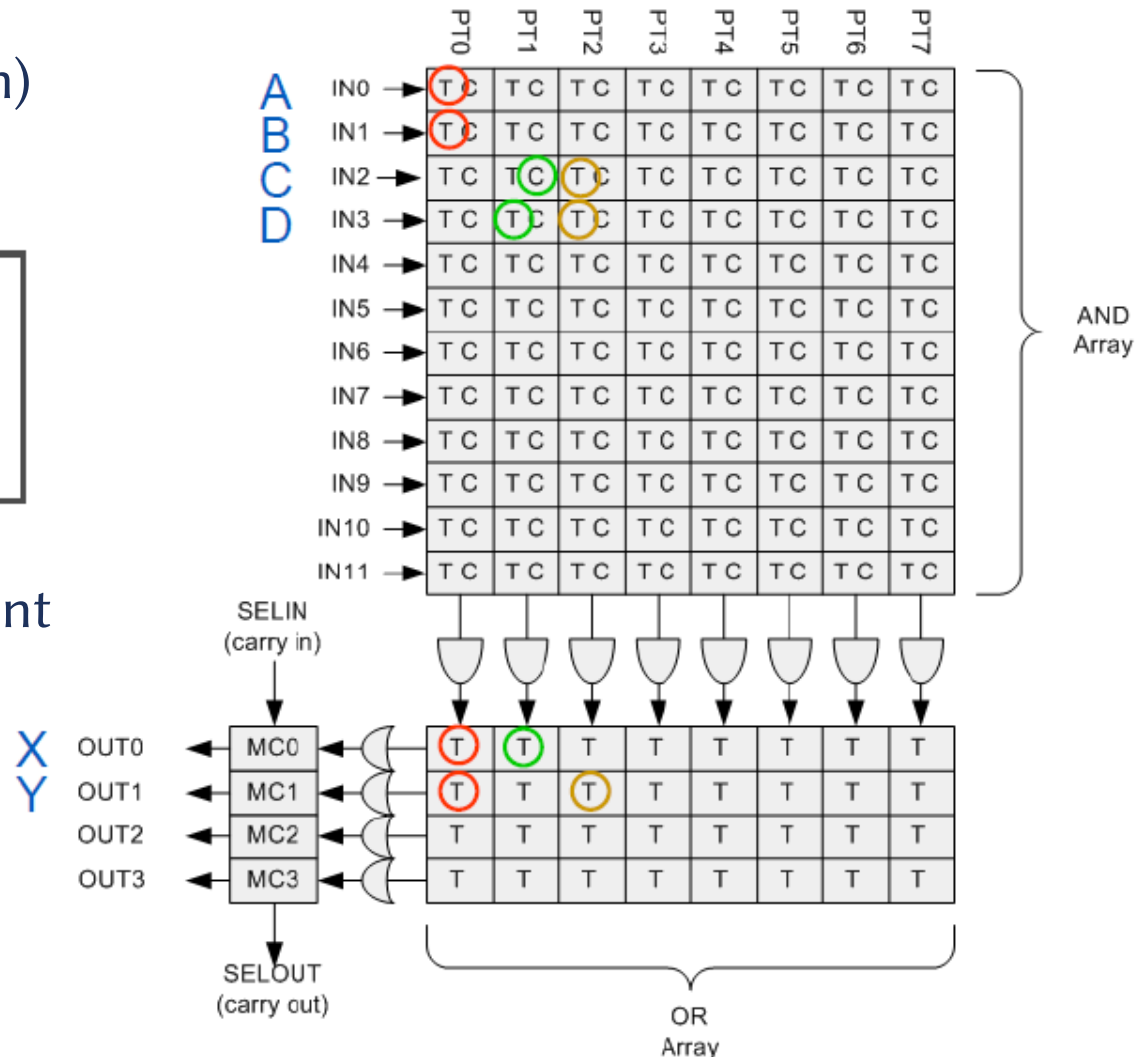 n)
PT0 PT1 PT2 PT3 PT4 PT5 PT6 PT7
A IN0 T C T C T C T C T C T C T C T C
B IN1 T C T C T C T C T C T C T C T C
C IN2 T C T C T C T C T C T C T C T C
D IN3 T C T C T C T C T C T C T C T C
IN4 T C T C T C T C T C T C T C T C
IN5 T C T C T C T C T C T C T C T C
IN6 T C T C T C T C T C T C T C T C
IN7 T C T C T C T C T C T C T C T C
IN8 T C T C T C T C T C T C T C T C
IN9 T C T C T C T C T C T C T C T C
IN10 T C T C T C T C T C T C T C T C
IN11 T C T C T C T C T C T C T C T C
AND
Array
nt
SELIN
(carry in)
X OUT0 MC0 T T T T T T T T
Y OUT1 MC1 T T T T T T T T
OUT2 MC2 T T T T T T T T
OUT3 MC3 T T T T T T T T
SELOUT
(carry out)
OR
Array